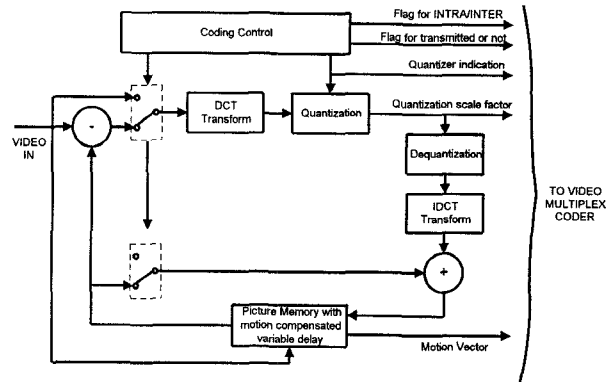 Flag for INTRA/INTER
Coding Control
Flag for transmitted or not
Quantizer indication
DCT
Transform
Quantization
Quantization scale factor
-
VIDEO
IN
Dequantization
IDCT
Transform
TO VIDEO
MULTIPLEX
CODER
+
Picture Memory with
motion compensated
variable delay
Motion Vector